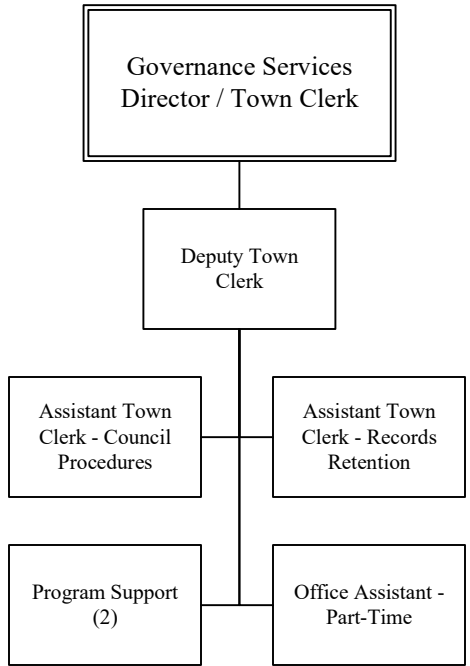 Governance Services
Director / Town Clerk
Deputy Town
Clerk
Assistant Town
Clerk - Council
Procedures
Assistant Town
Clerk - Records
Retention
Program Support
(2)
Office Assistant -
Part-Time